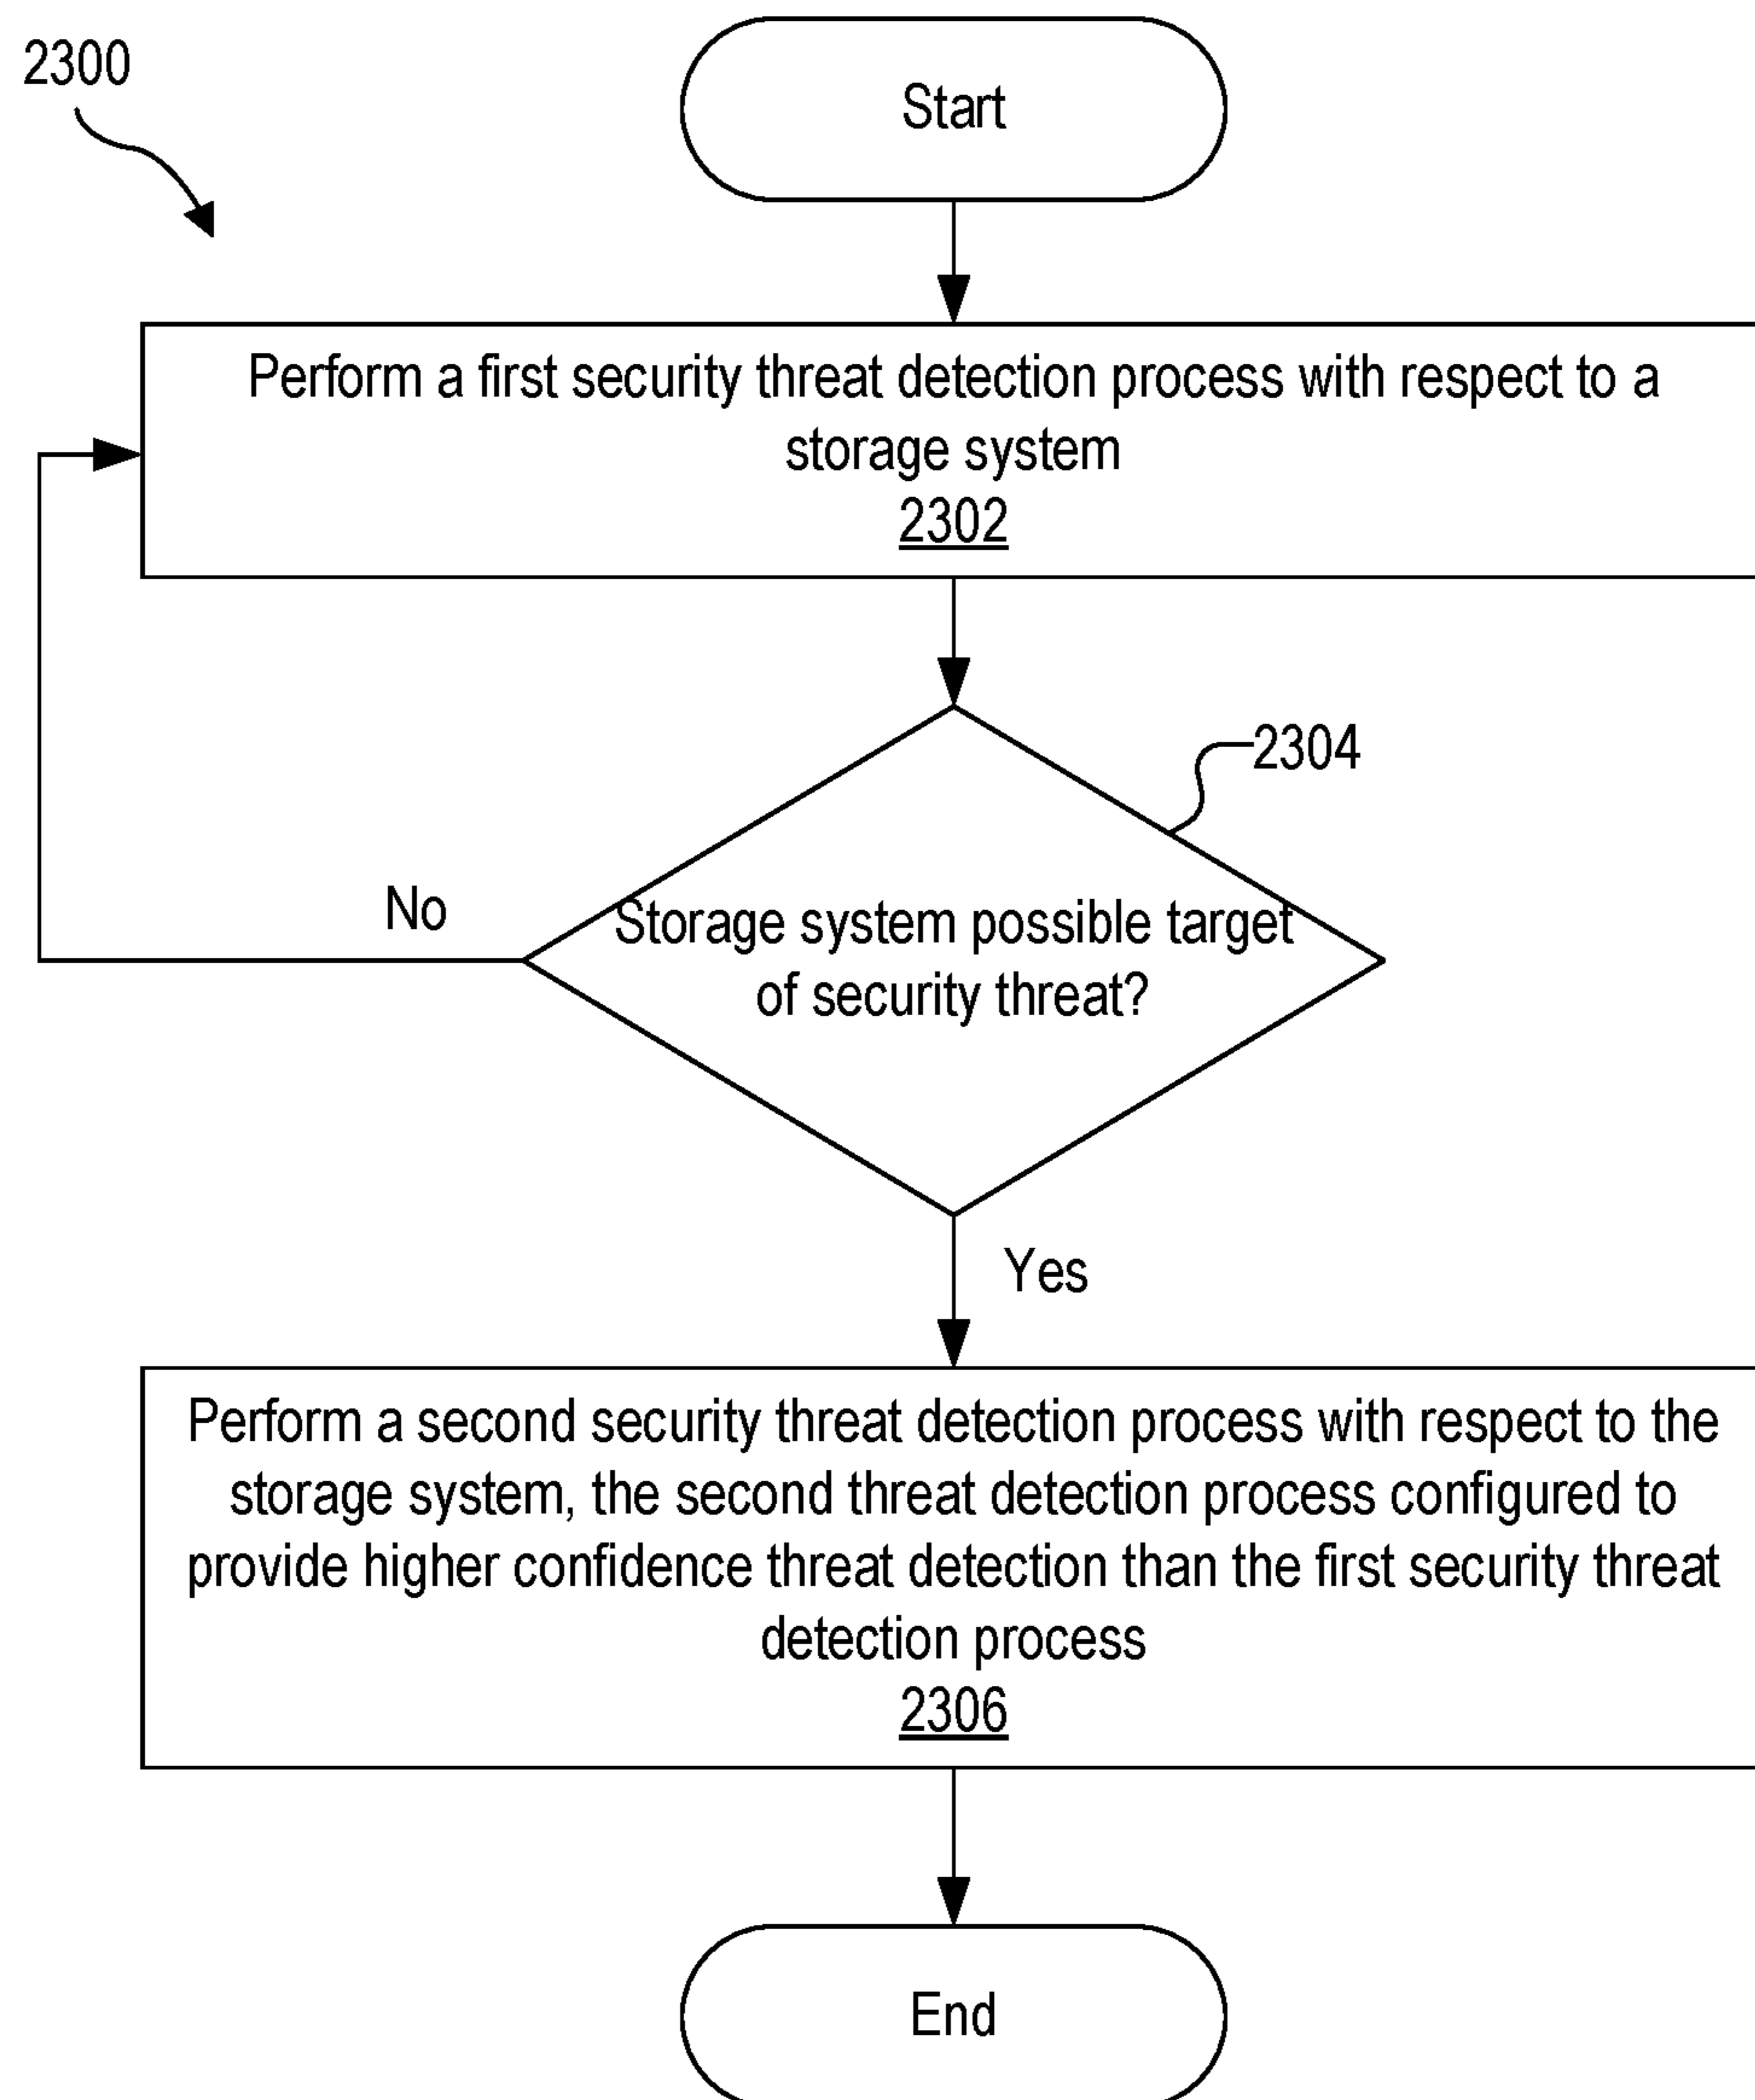 2300
Start
Perform a first security threat detection process with respect to a
storage system
2302
2304
No
Storage system possible target
of security threat?
Yes
Perform a second security threat detection process with respect to the
storage system, the second threat detection process configured to
provide higher confidence threat detection than the first security threat
detection process
2306
End